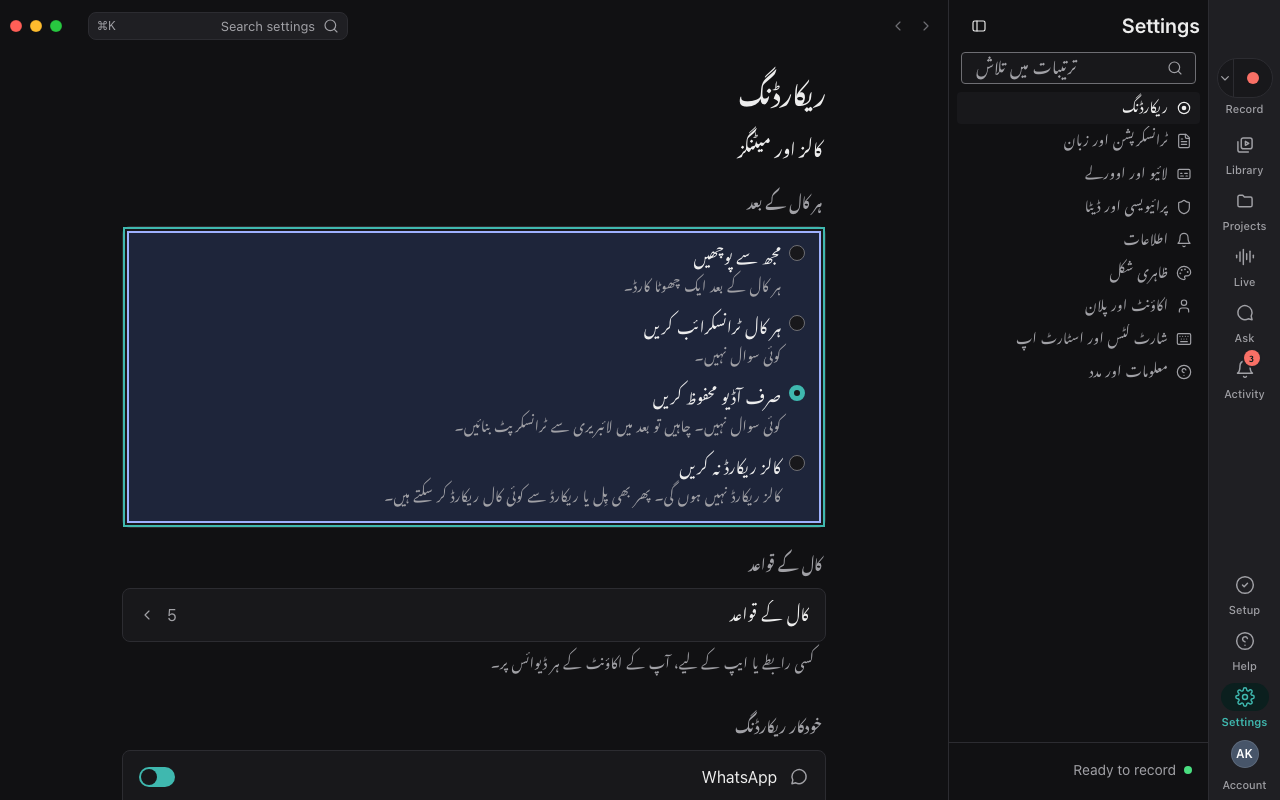 ⌘K
Search settings
Settings
ترتیبات میں تلاش
ریکارڈنگ
ٹرانسکرپشن اور زبان
لائیو اور اوورلے
پرائیویسی اور ڈیٹا
اطلاعات
ظاہری شکل
اکاؤنٹ اور پلان
شارٹ کٹس اور اسٹارٹ اپ
معلومات اور مدد
Ready to record
Record
Library
Projects
Live
Ask
3
Activity
Setup
Help
Settings
AK
Account
ریکارڈنگ
کالز اور میٹنگز
ہر کال کے بعد
مجھ سے پوچھیں
ہر کال کے بعد ایک چھوٹا کارڈ۔
ہر کال ٹرانسکرائب کریں
کوئی سوال نہیں۔
صرف آڈیو محفوظ کریں
کوئی سوال نہیں۔ چاہیں تو بعد میں لائبریری سے ٹرانسکرپٹ بنائیں۔
کالز ریکارڈ نہ کریں
کالز ریکارڈ نہیں ہوں گی۔ پھر بھی پِل یا ریکارڈ سے کوئی کال ریکارڈ کر سکتے ہیں۔
کال کے قواعد
کال کے قواعد
5
کسی رابطے یا ایپ کے لیے، آپ کے اکاؤنٹ کے ہر ڈیوائس پر۔
خودکار ریکارڈنگ
WhatsApp